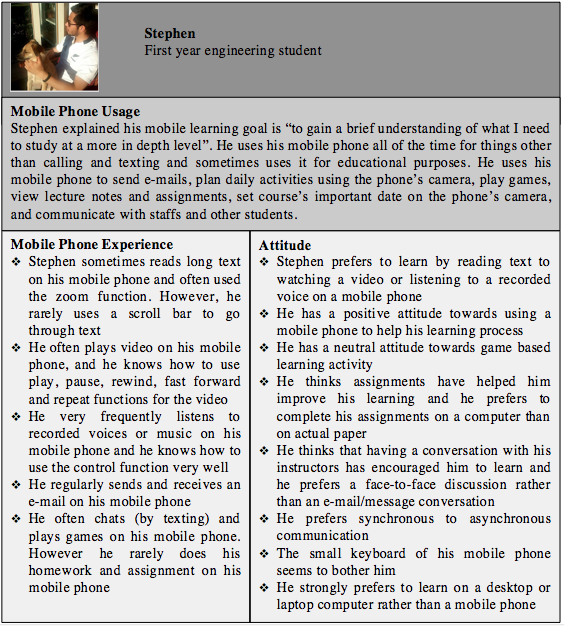 Stephen
First year engineering student
Mobile Phone Usage
Stephen explained his mobile learning goal is “to gain a brief understanding of what I need
to study at a more in depth level”. He uses his mobile phone all of the time for things other
than calling and texting and sometimes uses it for educational purposes. He uses his
mobile phone to send e-mails, plan daily activities using the phone’s camera, play games,
view lecture notes and assignments, set course’s important date on the phone’s camera,
and communicate with staffs and other students.
Mobile Phone Experience
❖ Stephen sometimes reads long text
on his mobile phone and often used
the zoom function. However, he
rarely uses a scroll bar to go
through text
❖ He often plays video on his mobile
phone, and he knows how to use
play, pause, rewind, fast forward
and repeat functions for the video
❖ He very frequently listens to
recorded voices or music on his
mobile phone and he knows how to
use the control function very well
❖ He regularly sends and receives an
e-mail on his mobile phone
❖ He often chats (by texting) and
plays games on his mobile phone.
However he rarely does his
homework and assignment on his
mobile phone
Attitude
❖ Stephen prefers to learn by reading text to
watching a video or listening to a recorded
voice on a mobile phone
❖ He has a positive attitude towards using a
mobile phone to help his learning process
❖ He has a neutral attitude towards game based
learning activity
❖ He thinks assignments have helped him
improve his learning and he prefers to
complete his assignments on a computer than
on actual paper
❖ He thinks that having a conversation with his
instructors has encouraged him to learn and
he prefers a face-to-face discussion rather
than an e-mail/message conversation
❖ He prefers synchronous to asynchronous
communication
❖ The small keyboard of his mobile phone
seems to bother him
❖ He strongly prefers to learn on a desktop or
laptop computer rather than a mobile phone